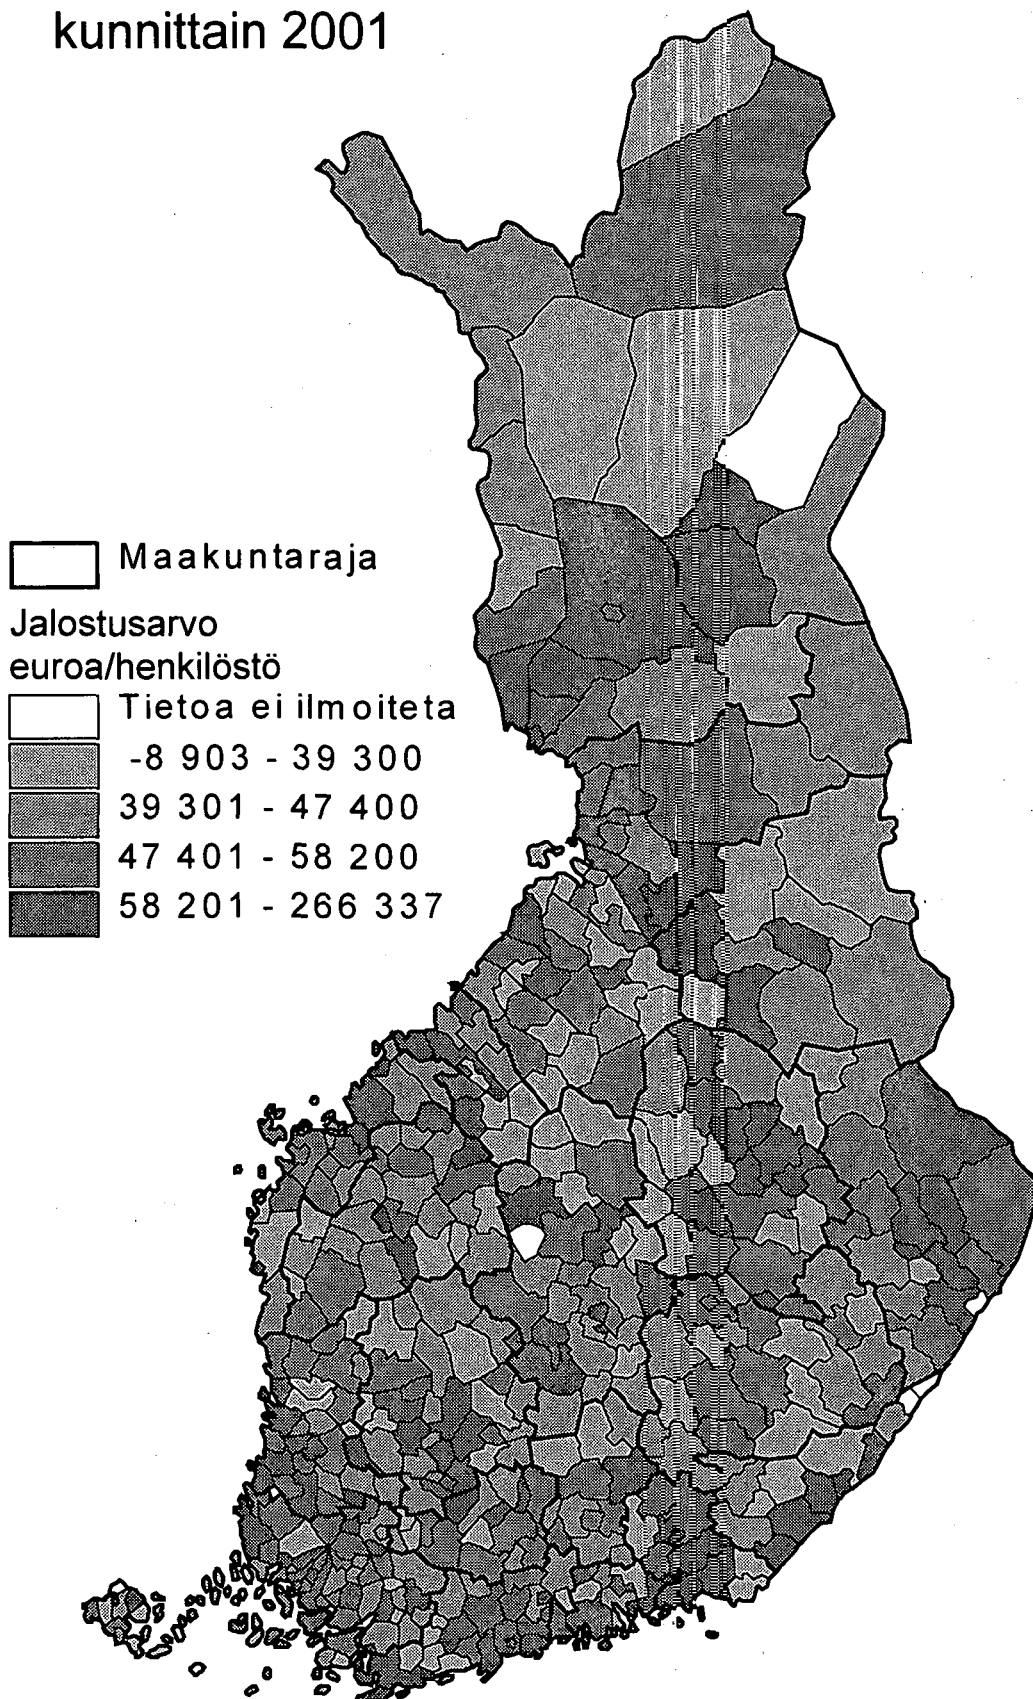 kunnittain 2001
Maakuntaraja
Jalostusarvo
euroa/henkilöstö
Tietoa ei ilmoiteta
-8 903 - 39 300
39 301 - 47 400
47 401 - 58 200
58 201 - 266 337